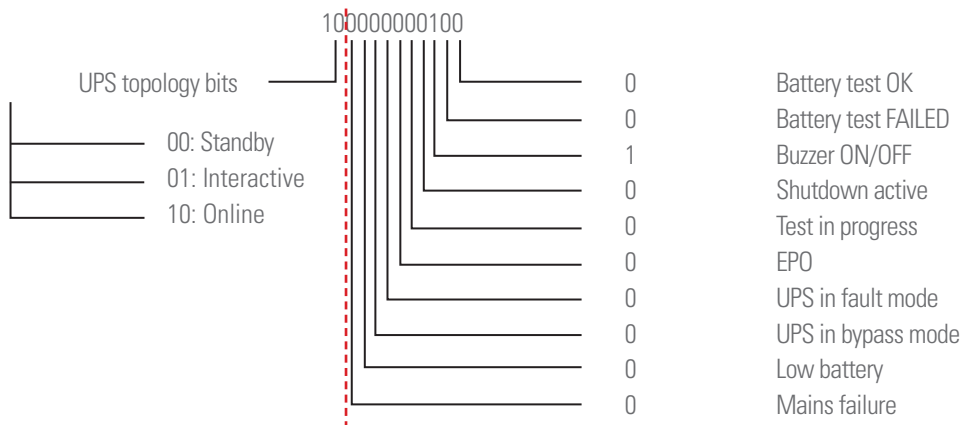 100000000100
UPS topology bits
00: Standby
01: Interactive
10: Online
0 Battery test OK
0 Battery test FAILED
1 Buzzer ON/OFF
0 Shutdown active
0 Test in progress
0 EPO
0 UPS in fault mode
0 UPS in bypass mode
0 Low battery
0 Mains failure